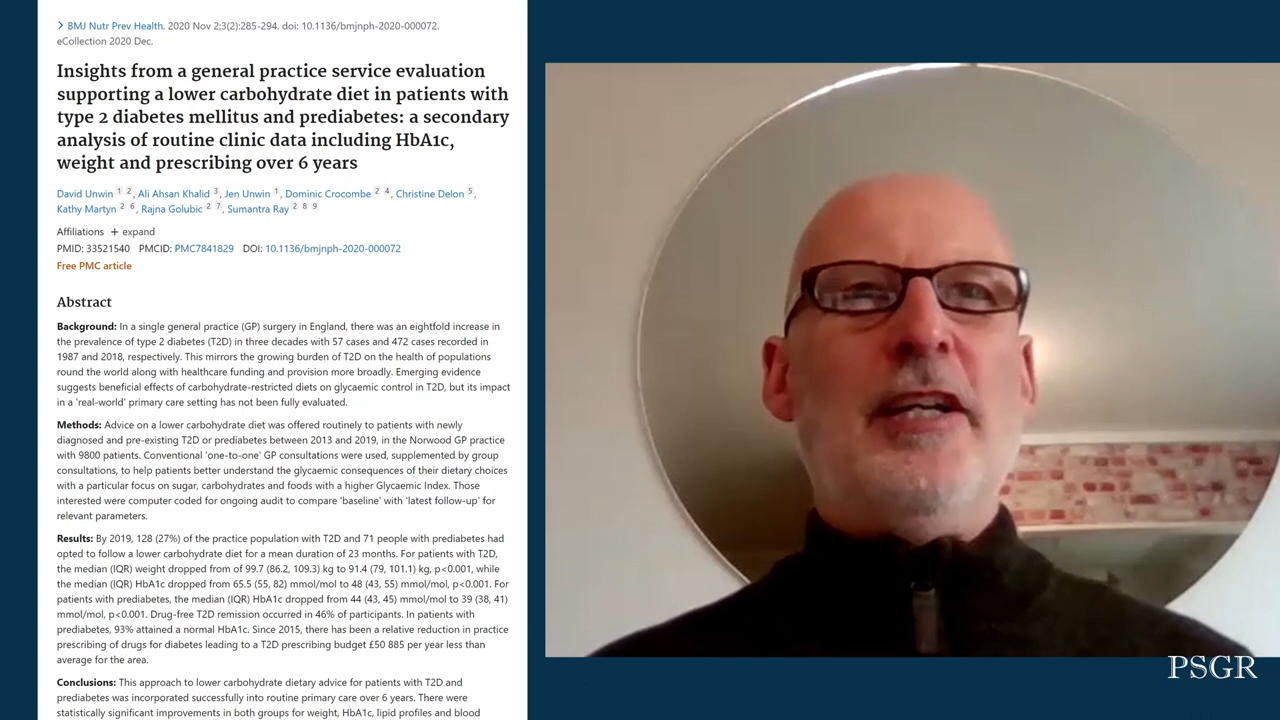 BMJ Nutr Prev Health. 2020 Nov 2;3(2):285-294. doi: 10.1136/bmjnph-2020-000072.
eCollection 2020 Dec.
Insights from a general practice service evaluation
supporting a lower carbohydrate diet in patients with
type 2 diabetes mellitus and prediabetes: a secondary
analysis of routine clinic data including HbA1c,
weight and prescribing over 6 years
David Unwin 1 2, Ali Ahsan Khalid 3, Jen Unwin 1, Dominic Crocombe 2 4, Christine Delon 5,
Kathy Martyn 2 6, Rajna Golubic 2 7, Sumantra Ray 2 8 9
Affiliations + expand
PMID: 33521540 PMCID: PMC7841829 DOI: 10.1136/bmjnph-2020-000072
Free PMC article
Abstract
Background: In a single general practice (GP) surgery in England, there was an eightfold increase in
the prevalence of type 2 diabetes (T2D) in three decades with 57 cases and 472 cases recorded in
1987 and 2018, respectively. This mirrors the growing burden of T2D on the health of populations
round the world along with healthcare funding and provision more broadly. Emerging evidence
suggests beneficial effects of carbohydrate-restricted diets on glycaemic control in T2D, but its impact
in a 'real-world' primary care setting has not been fully evaluated.
Methods: Advice on a lower carbohydrate diet was offered routinely to patients with newly
diagnosed and pre-existing T2D or prediabetes between 2013 and 2019, in the Norwood GP practice
with 9800 patients. Conventional 'one-to-one' GP consultations were used, supplemented by group
consultations, to help patients better understand the glycaemic consequences of their dietary choices
with a particular focus on sugar, carbohydrates and foods with a higher Glycaemic Index. Those
interested were computer coded for ongoing audit to compare 'baseline' with 'latest follow-up' for
relevant parameters.
Results: By 2019, 128 (27%) of the practice population with T2D and 71 people with prediabetes had
opted to follow a lower carbohydrate diet for a mean duration of 23 months. For patients with T2D,
the median (IQR) weight dropped from of 99.7 (86.2, 109.3) kg to 91.4 (79, 101.1) kg, p<0.001, while
the median (IQR) HbA1c dropped from 65.5 (55, 82) mmol/mol to 48 (43, 55) mmol/mol, p<0.001. For
patients with prediabetes, the median (IQR) HbA1c dropped from 44 (43, 45) mmol/mol to 39 (38, 41)
mmol/mol, p<0.001. Drug-free T2D remission occurred in 46% of participants. In patients with
prediabetes, 93% attained a normal HbA1c. Since 2015, there has been a relative reduction in practice
prescribing of drugs for diabetes leading to a T2D prescribing budget £50 885 per year less than
average for the area.
Conclusions: This approach to lower carbohydrate dietary advice for patients with T2D and
prediabetes was incorporated successfully into routine primary care over 6 years. There were
statistically significant improvements in both groups for weight, HbA1c, lipid profiles and blood
PSGR